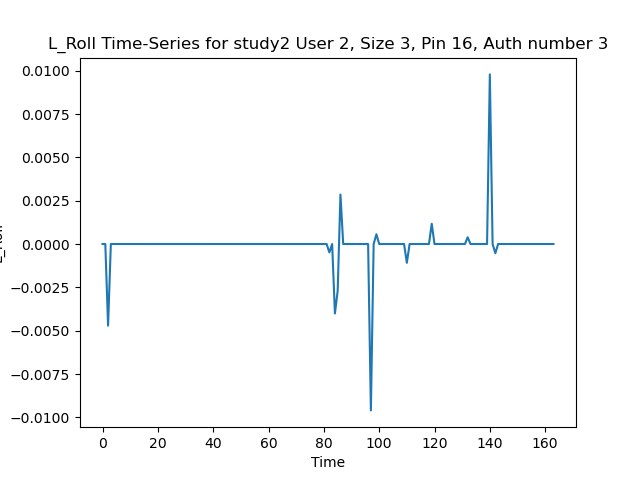 L_Roll Time-Series for study2 User 2, Size 3, Pin 16, Auth number 3
0.0100
0.0075
0.0050
0.0025
0.0000
−0.0025
−0.0050
−0.0075
−0.0100
L_Roll
0 20 40 60 80 100 120 140 160
Time